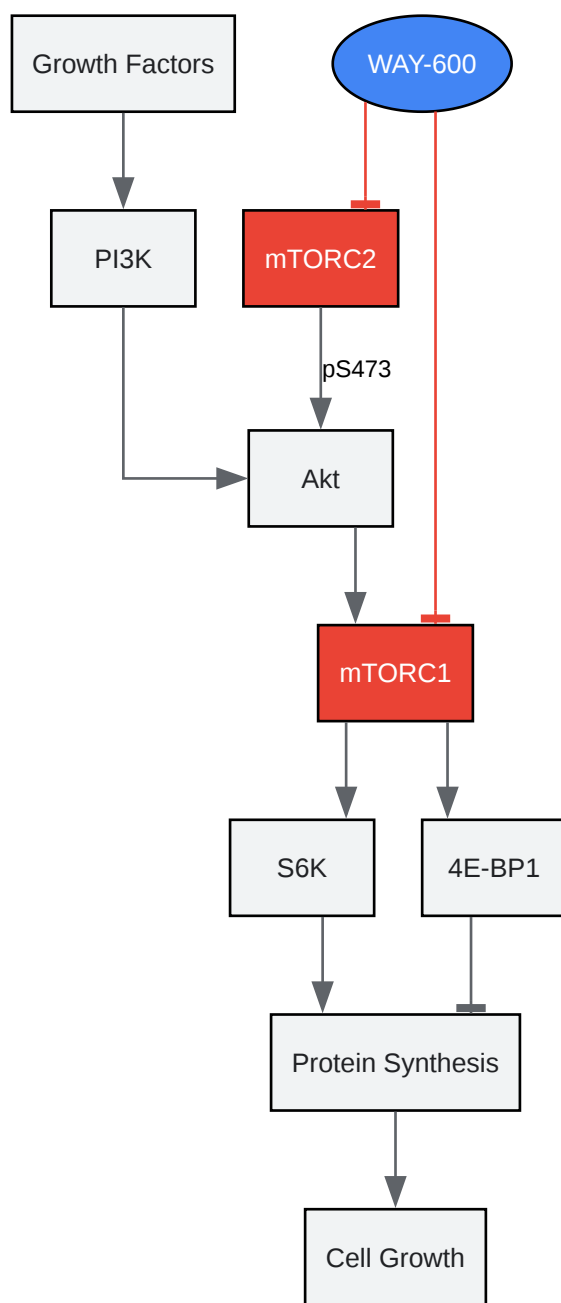 Growth Factors
WAY-600
PI3K
mTORC2
pS473
Akt
mTORC1
S6K
4E-BP1
Protein Synthesis
Cell Growth